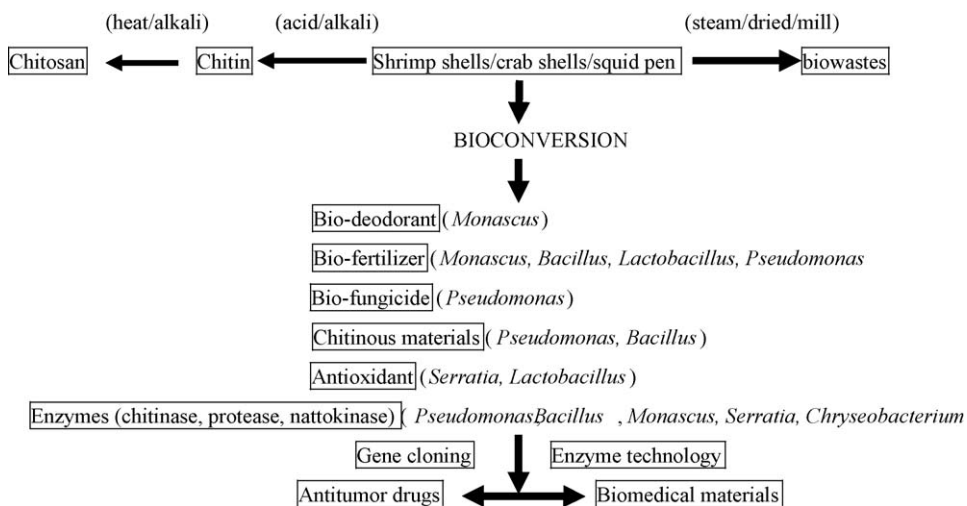 (heat/alkali) (acid/alkali) (steam/dried/mill)
Chitosan Chitin Shrimp shells/crab shells/squid pen biowastes
BIOCONVERSION
Bio-deodorant (Monascus)
Bio-fertilizer (Monascus, Bacillus, Lactobacillus, Pseudomonas
Bio-fungicide (Pseudomonas)
Chitinous materials (Pseudomonas, Bacillus)
Antioxidant (Serratia, Lactobacillus)
Enzymes (chitinase, protease, nattokinase) (Pseudomonas,Bacillus , Monascus, Serratia, Chryseobacterium
Gene cloning Enzyme technology
Antitumor drugs Biomedical materials